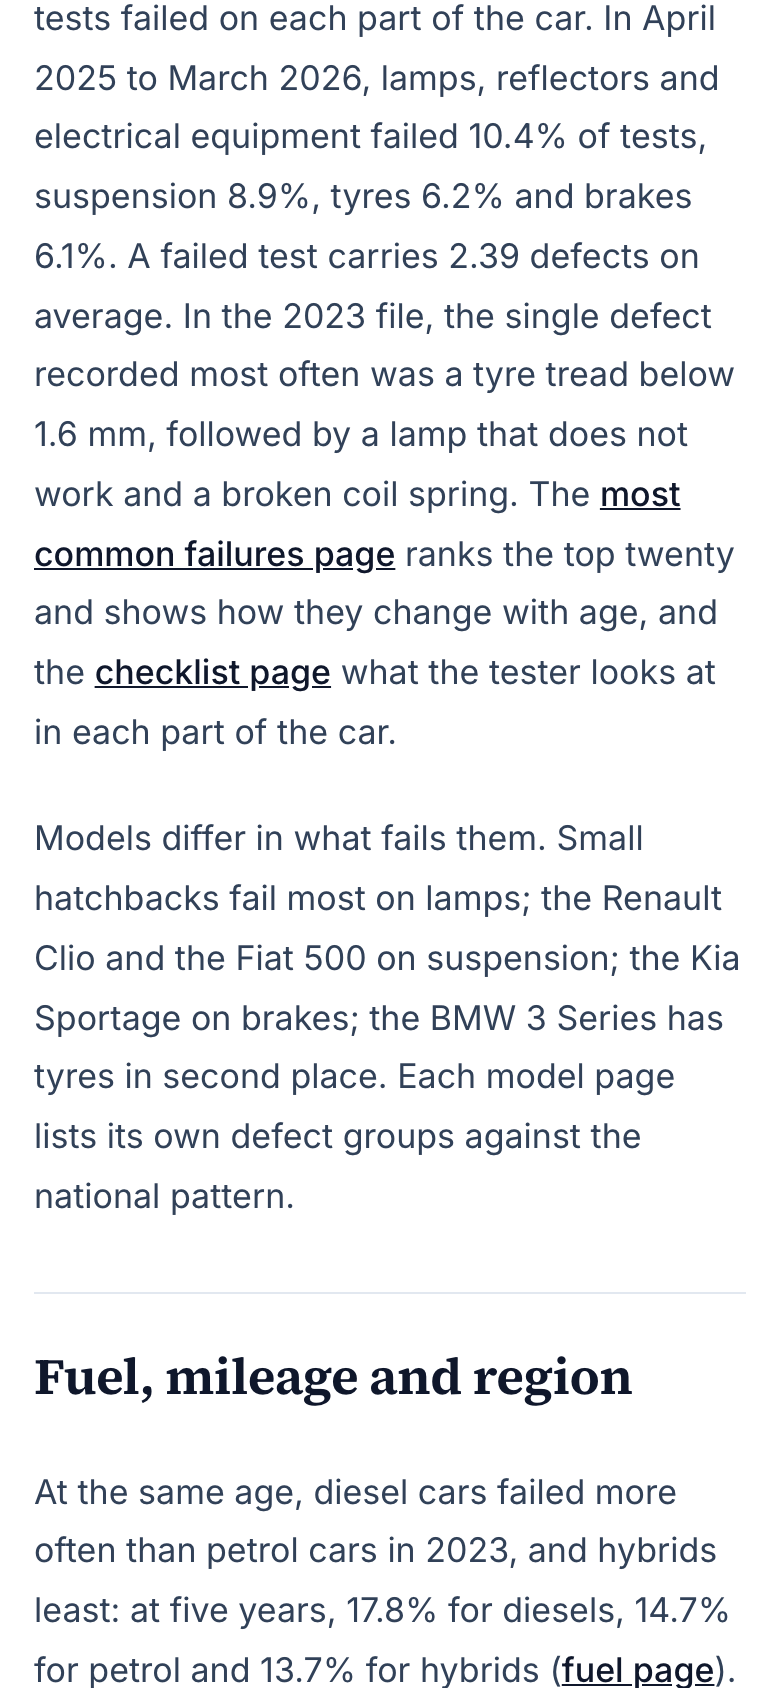 tests failed on each part of the car. In April
2025 to March 2026, lamps, reflectors and
electrical equipment failed 10.4% of tests,
suspension 8.9%, tyres 6.2% and brakes
6.1%. A failed test carries 2.39 defects on
average. In the 2023 file, the single defect
recorded most often was a tyre tread below
1.6 mm, followed by a lamp that does not
work and a broken coil spring. The most
common failures page ranks the top twenty
and shows how they change with age, and
the checklist page what the tester looks at
in each part of the car.
Models differ in what fails them. Small
hatchbacks fail most on lamps; the Renault
Clio and the Fiat 500 on suspension; the Kia
Sportage on brakes; the BMW 3 Series has
tyres in second place. Each model page
lists its own defect groups against the
national pattern.
Fuel, mileage and region
At the same age, diesel cars failed more
often than petrol cars in 2023, and hybrids
least: at five years, 17.8% for diesels, 14.7%
for petrol and 13.7% for hybrids (fuel page).